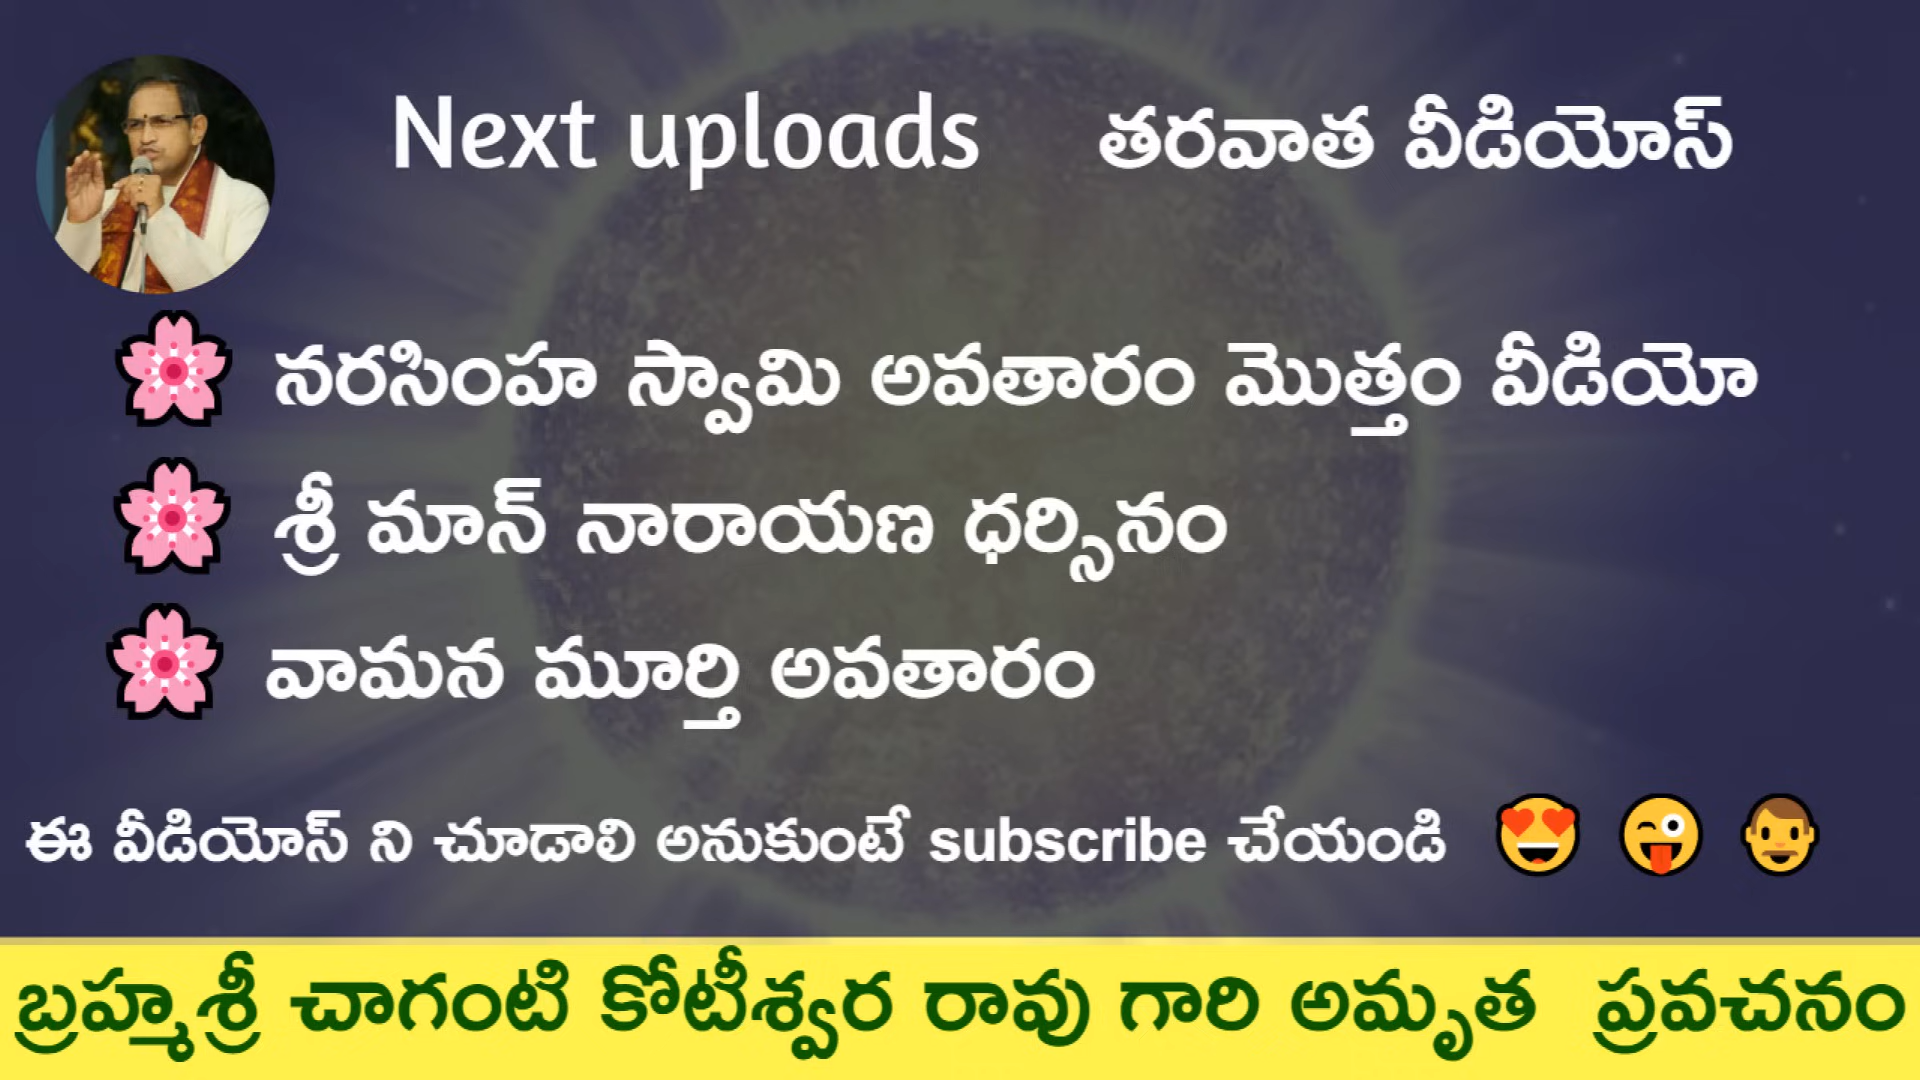 Next uploads తరవాత వీడియోస్
నరసింహ స్వామి అవతారం మొత్తం వీడియో
శ్రీ మాన్ నారాయణ ధర్సినం
వామన మూర్తి అవతారం
ఈ వీడియోస్ ని చూడాలి అనుకుంటే subscribe చేయండి
బ్రహ్మశ్రీ చాగంటి కోటీశ్వర రావు గారి అమృత ప్రవచనం